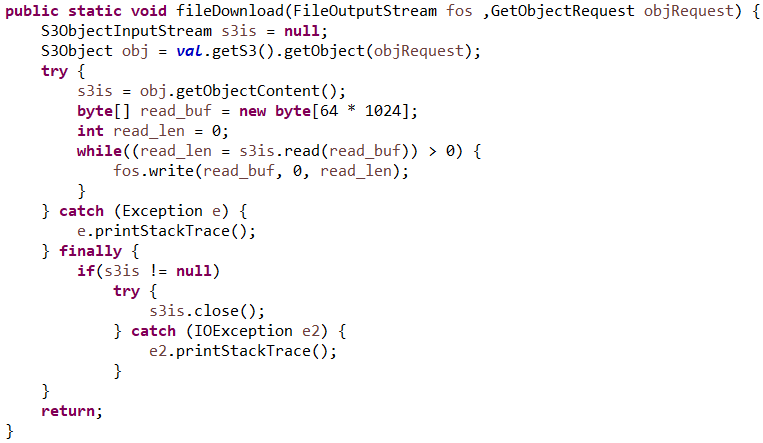 public static void fileDownload(FileOutputStream fos ,GetObjectRequest objRequest) {
    S3ObjectInputStream s3is = null;
    S3Object obj = val.getS3().getObject(objRequest);
    try {
        s3is = obj.getObjectContent();
        byte[] read_buf = new byte[64 * 1024];
        int read_len = 0;
        while((read_len = s3is.read(read_buf)) > 0) {
            fos.write(read_buf, 0, read_len);
        }
    } catch (Exception e) {
        e.printStackTrace();
    } finally {
        if(s3is != null)
            try {
                s3is.close();
            } catch (IOException e2) {
                e2.printStackTrace();
            }
    }
    return;
}